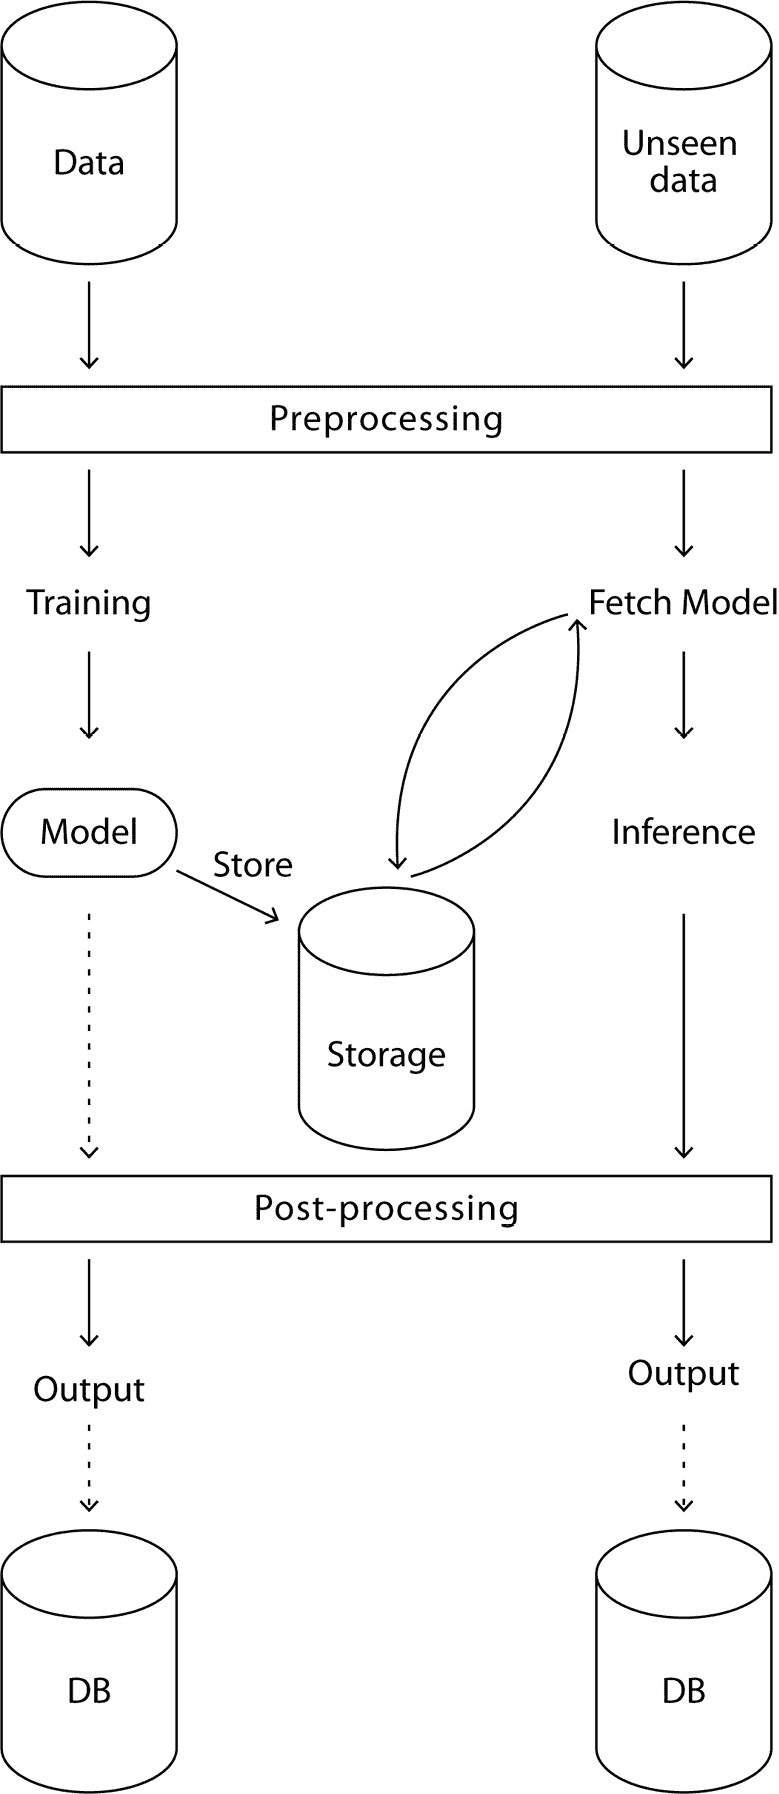 Data
Unseen
data
Preprocessing
Training
Fetch Model
Model
Store
Inference
Storage
Post-processing
Output
Output
DB
DB